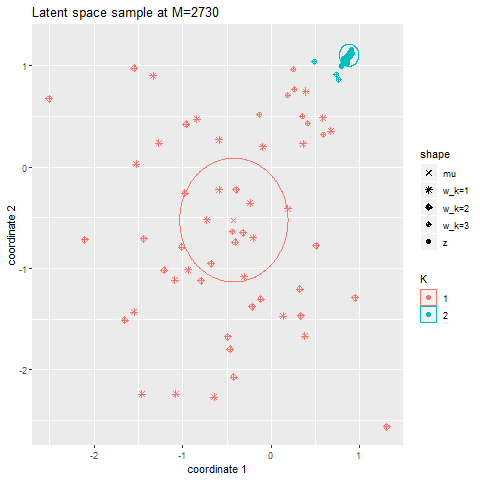 Latent space sample at M=2730
coordinate 2
1
0
-1
-2
-2
-1
0
1
coordinate 1
shape
mu
w_k=1
w_k=2
w_k=3
z
K
1
2